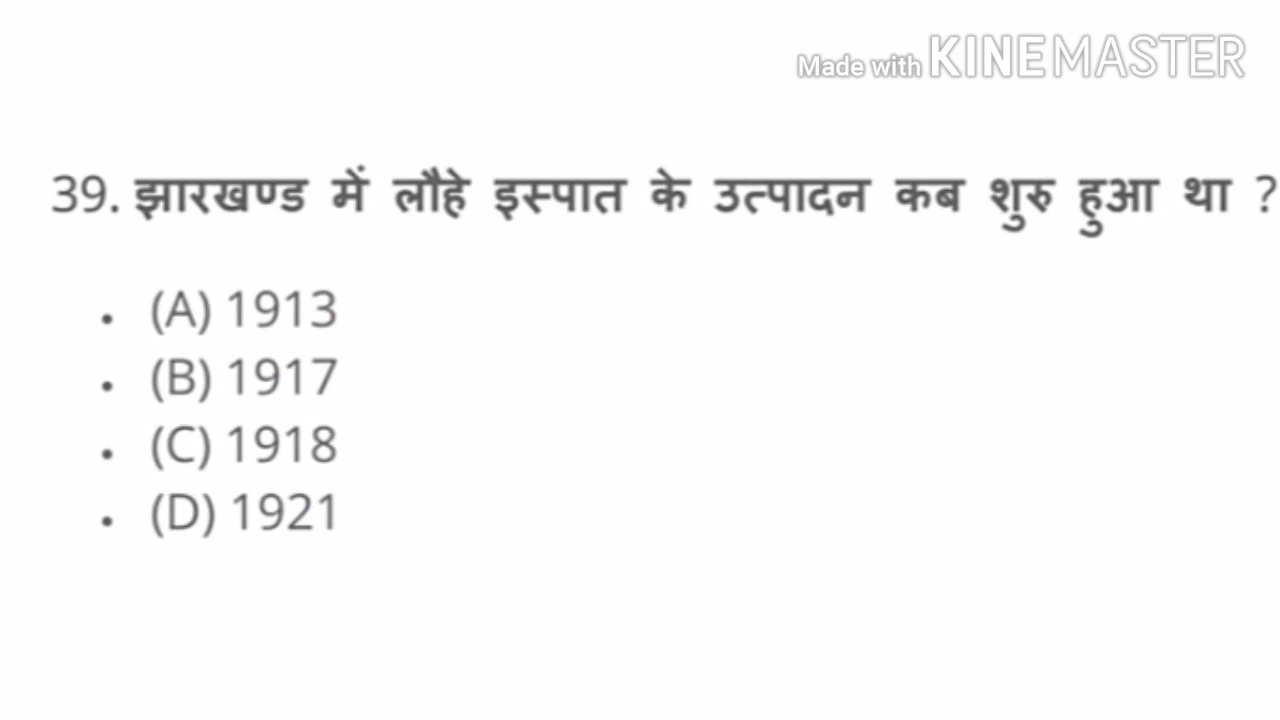 Made with KINEMASTER
39. झारखण्ड में लौहे इस्पात के उत्पादन कब शुरु हुआ था ?
• (A) 1913
• (B) 1917
• (C) 1918
• (D) 1921